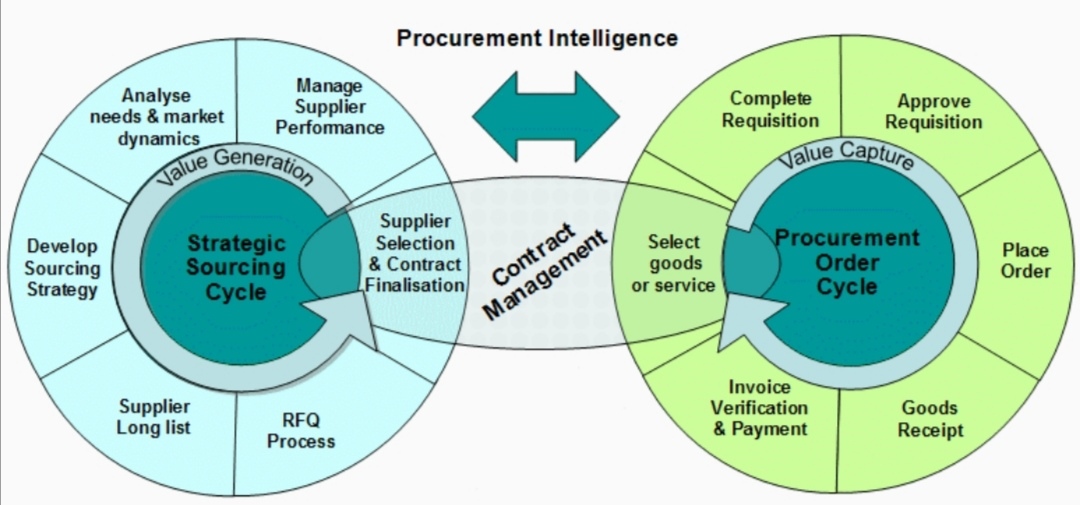 Procurement Intelligence
Analyse
needs & market
dynamics
Manage
Supplier
Performance
Value Generation
Develop
Sourcing
Strategy
Strategic
Sourcing
Cycle
Supplier
Selection
& Contract
Finalisation
Supplier
Long list
RFQ
Process
Contract
Management
Complete
Requisition
Approve
Requisition
Value Capture
Select
goods
or service
Procurement
Order
Cycle
Place
Order
Invoice
Verification
& Payment
Goods
Receipt